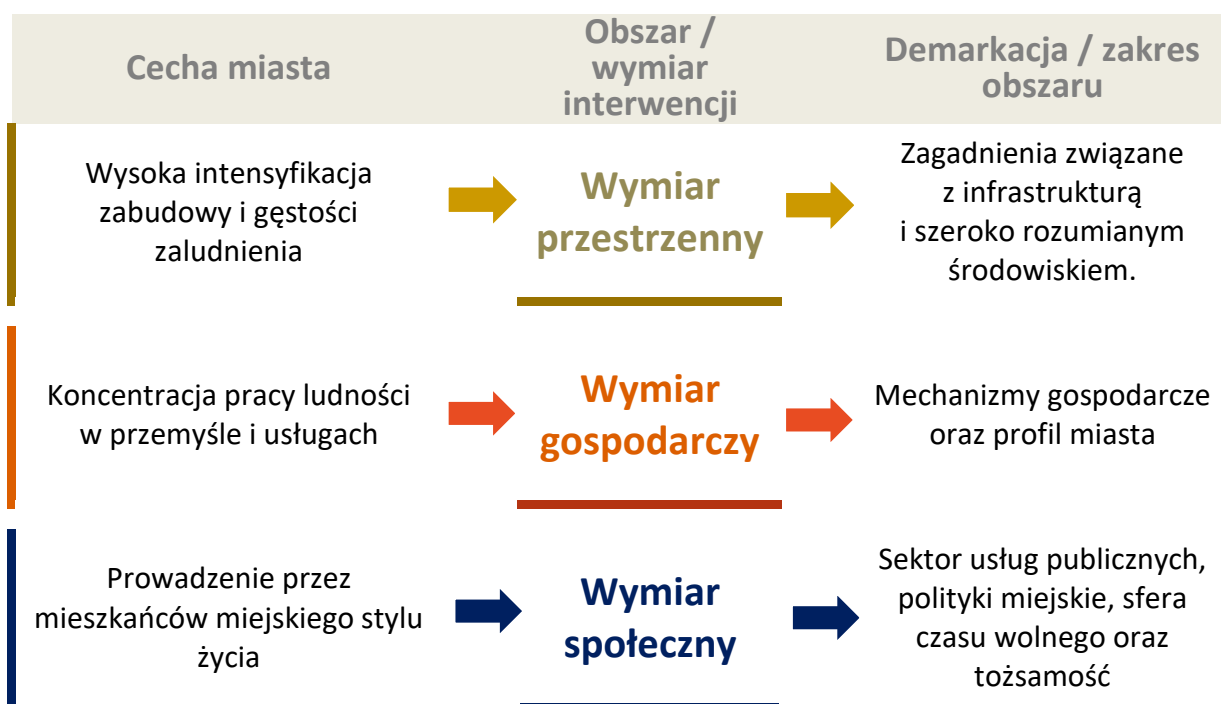 Cecha miasta
Obszar /
wymiar
interwencji
Demarkacja / zakres
obszaru
Wysoka intensyfikacja
zabudowy i gęstości
zaludnienia
Wymiar
przestrzenny
Zagadnienia związane
z infrastrukturą
i szeroko rozumianym
środowiskiem.
Koncentracja pracy ludności
w przemyśle i usługach
Wymiar
gospodarczy
Mechanizmy gospodarcze
oraz profil miasta
Prowadzenie przez
mieszkańców miejskiego stylu
życia
Wymiar
społeczny
Sektor usług publicznych,
polityki miejskie, sfera
czasu wolnego oraz
tożsamość